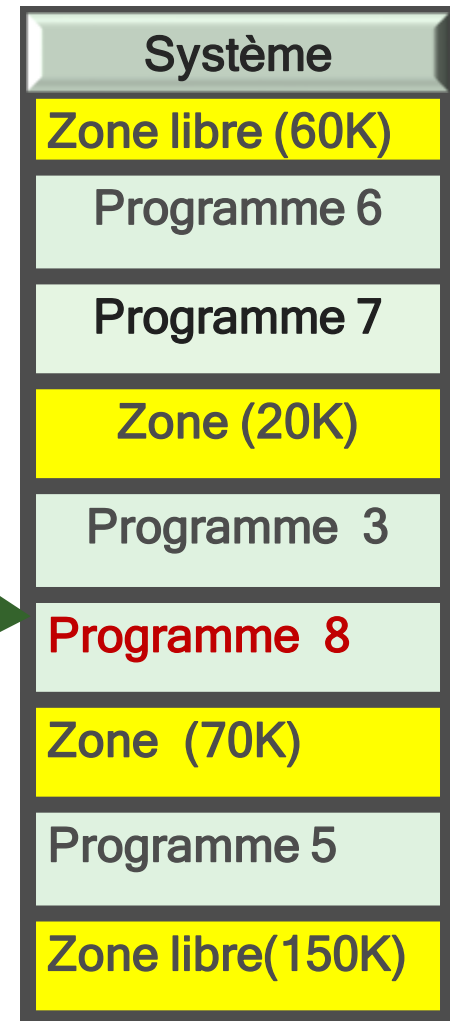 Système
Zone libre (60K)
Programme 6
Programme 7
Zone (20K)
Programme 3
Programme 8
Zone (70K)
Programme 5
Zone libre(150K)